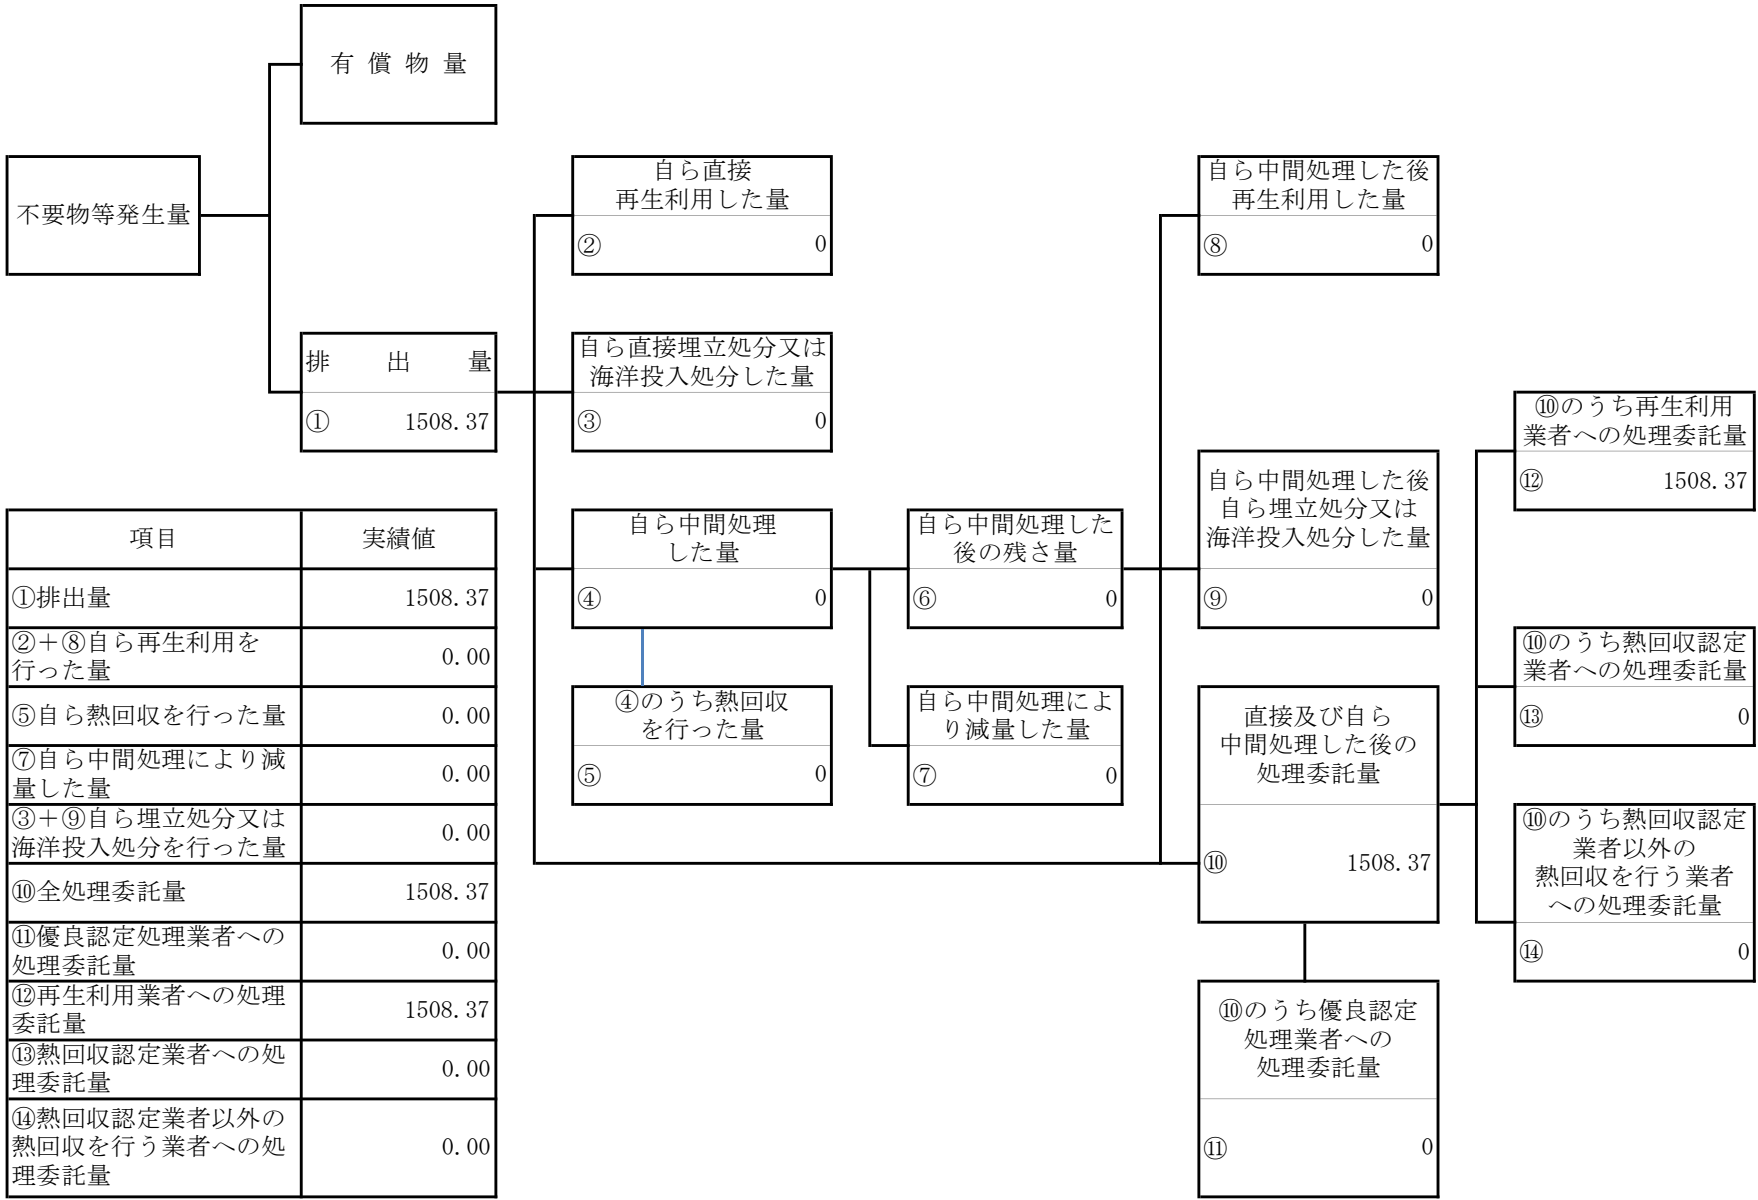 有償物量
不要物等発生量
自ら直接
再生利用した量
② 0
自ら中間処理した後
再生利用した量
⑧ 0
排出量
① 1508.37
自ら直接埋立処分又は
海洋投入処分した量
③ 0
⑩のうち再生利用
業者への処理委託量
⑫ 1508.37
自ら中間処理した後
自ら埋立処分又は
海洋投入処分した量
⑨ 0
自ら中間処理
した量
④ 0
自ら中間処理した
後の残さ量
⑥ 0
⑩のうち熱回収認定
業者への処理委託量
⑬ 0
④のうち熱回収
を行った量
⑤ 0
自ら中間処理によ
り減量した量
⑦ 0
直接及び自ら
中間処理した後の
処理委託量
⑩ 1508.37
⑩のうち熱回収認定
業者以外の
熱回収を行う業者
への処理委託量
⑭ 0
⑩のうち優良認定
処理業者への
処理委託量
⑪ 0
項目 実績値
①排出量 1508.37
②＋⑧自ら再生利用を
行った量 0.00
⑤自ら熱回収を行った量 0.00
⑦自ら中間処理により減
量した量 0.00
③＋⑨自ら埋立処分又は
海洋投入処分を行った量 0.00
⑩全処理委託量 1508.37
⑪優良認定処理業者への
処理委託量 0.00
⑫再生利用業者への処理
委託量 1508.37
⑬熱回収認定業者への処
理委託量 0.00
⑭熱回収認定業者以外の
熱回収を行う業者への処
理委託量 0.00